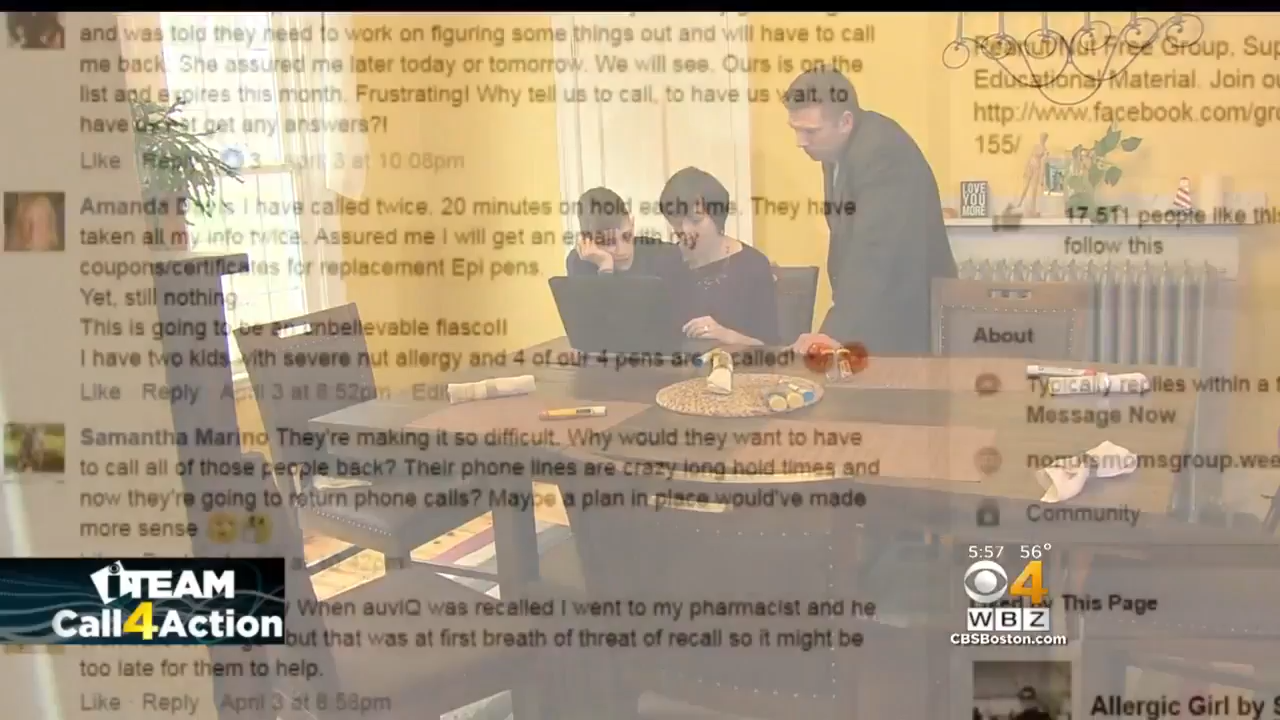 and was told they need to work on figuring some things out and will have to call
me back. She assured me later today or tomorrow. We will see. Ours is on the
list and expires this month. Frustrating! Why tell us to call, to have us wait, to
have get any answers?!
Like Reply 3 April 3 at 10:08pm
Amanda I have called twice. 20 minutes on hold each time. They have
taken all my info twice. Assured me I will get an email with my
coupons/certificates for replacement Epi pens.
Yet, still nothing...
This is going to be an unbelievable fiasco!!
I have two kids with severe nut allergy and 4 of our 4 pens are called!
Like Reply April 3 at 8:52pm
Samantha Marino They're making it so difficult. Why would they want to have
to call all of those people back? Their phone lines are crazy long hold times and
now they're going to return phone calls? Maybe a plan in place would've made
more sense
When auviQ was recalled I went to my pharmacist and he
but that was at first breath of threat of recall so it might be
too late for them to help.
Like · Reply April 3 at 8:58pm
Peanut/Nut Free Group, Sup
Educational Material. Join ou
http://www.facebook.com/gro
155/
LOVE
YOU
MORE
17,511 people like this
follow this
About
Typically replies within a f
Message Now
nonutsmomsgroup.wee
Community
This Page
Allergic Girl by S
i-TEAM
Call4Action
5:57 56°
4
WBZ
CBSBoston.com